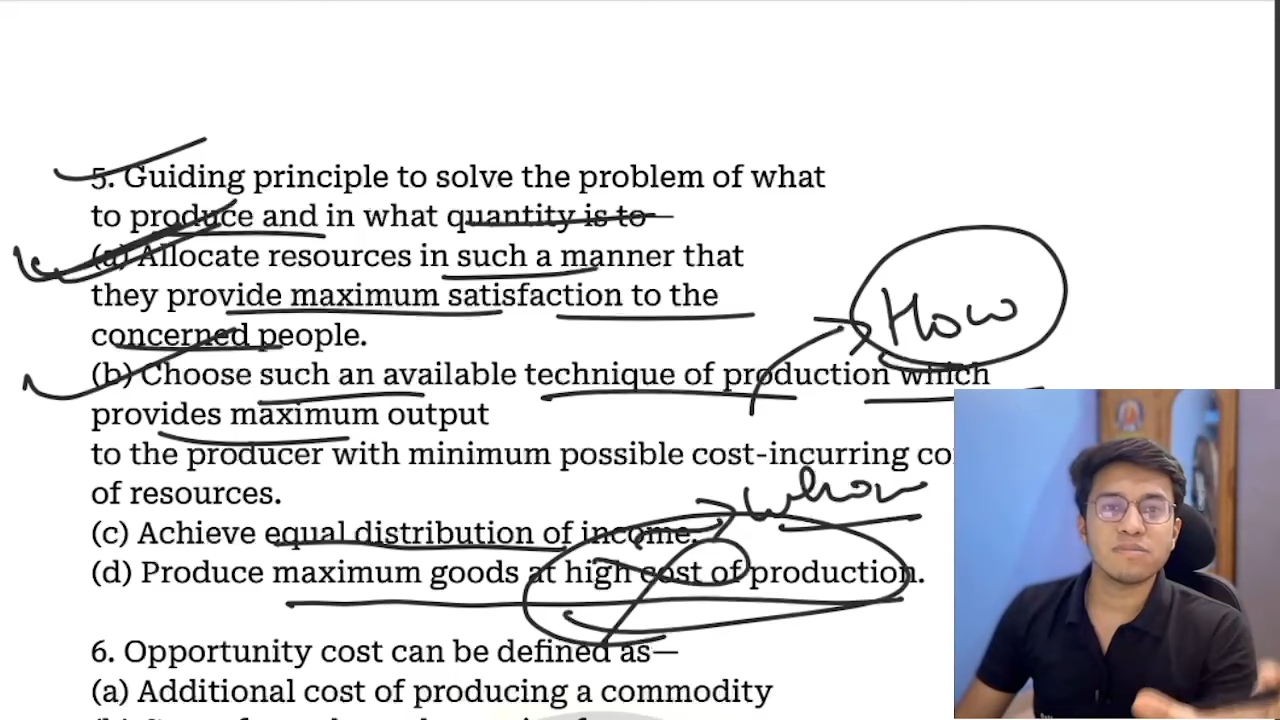 5. Guiding principle to solve the problem of what
to produce and in what quantity is to-
(a) Allocate resources in such a manner that
they provide maximum satisfaction to the
concerned people.
How
(b) Choose such an available technique of production which
provides maximum output
to the producer with minimum possible cost-incurring
of resources.
whom
(c) Achieve equal distribution of income.
(d) Produce maximum goods at high cost of production.
6. Opportunity cost can be defined as—
(a) Additional cost of producing a commodity